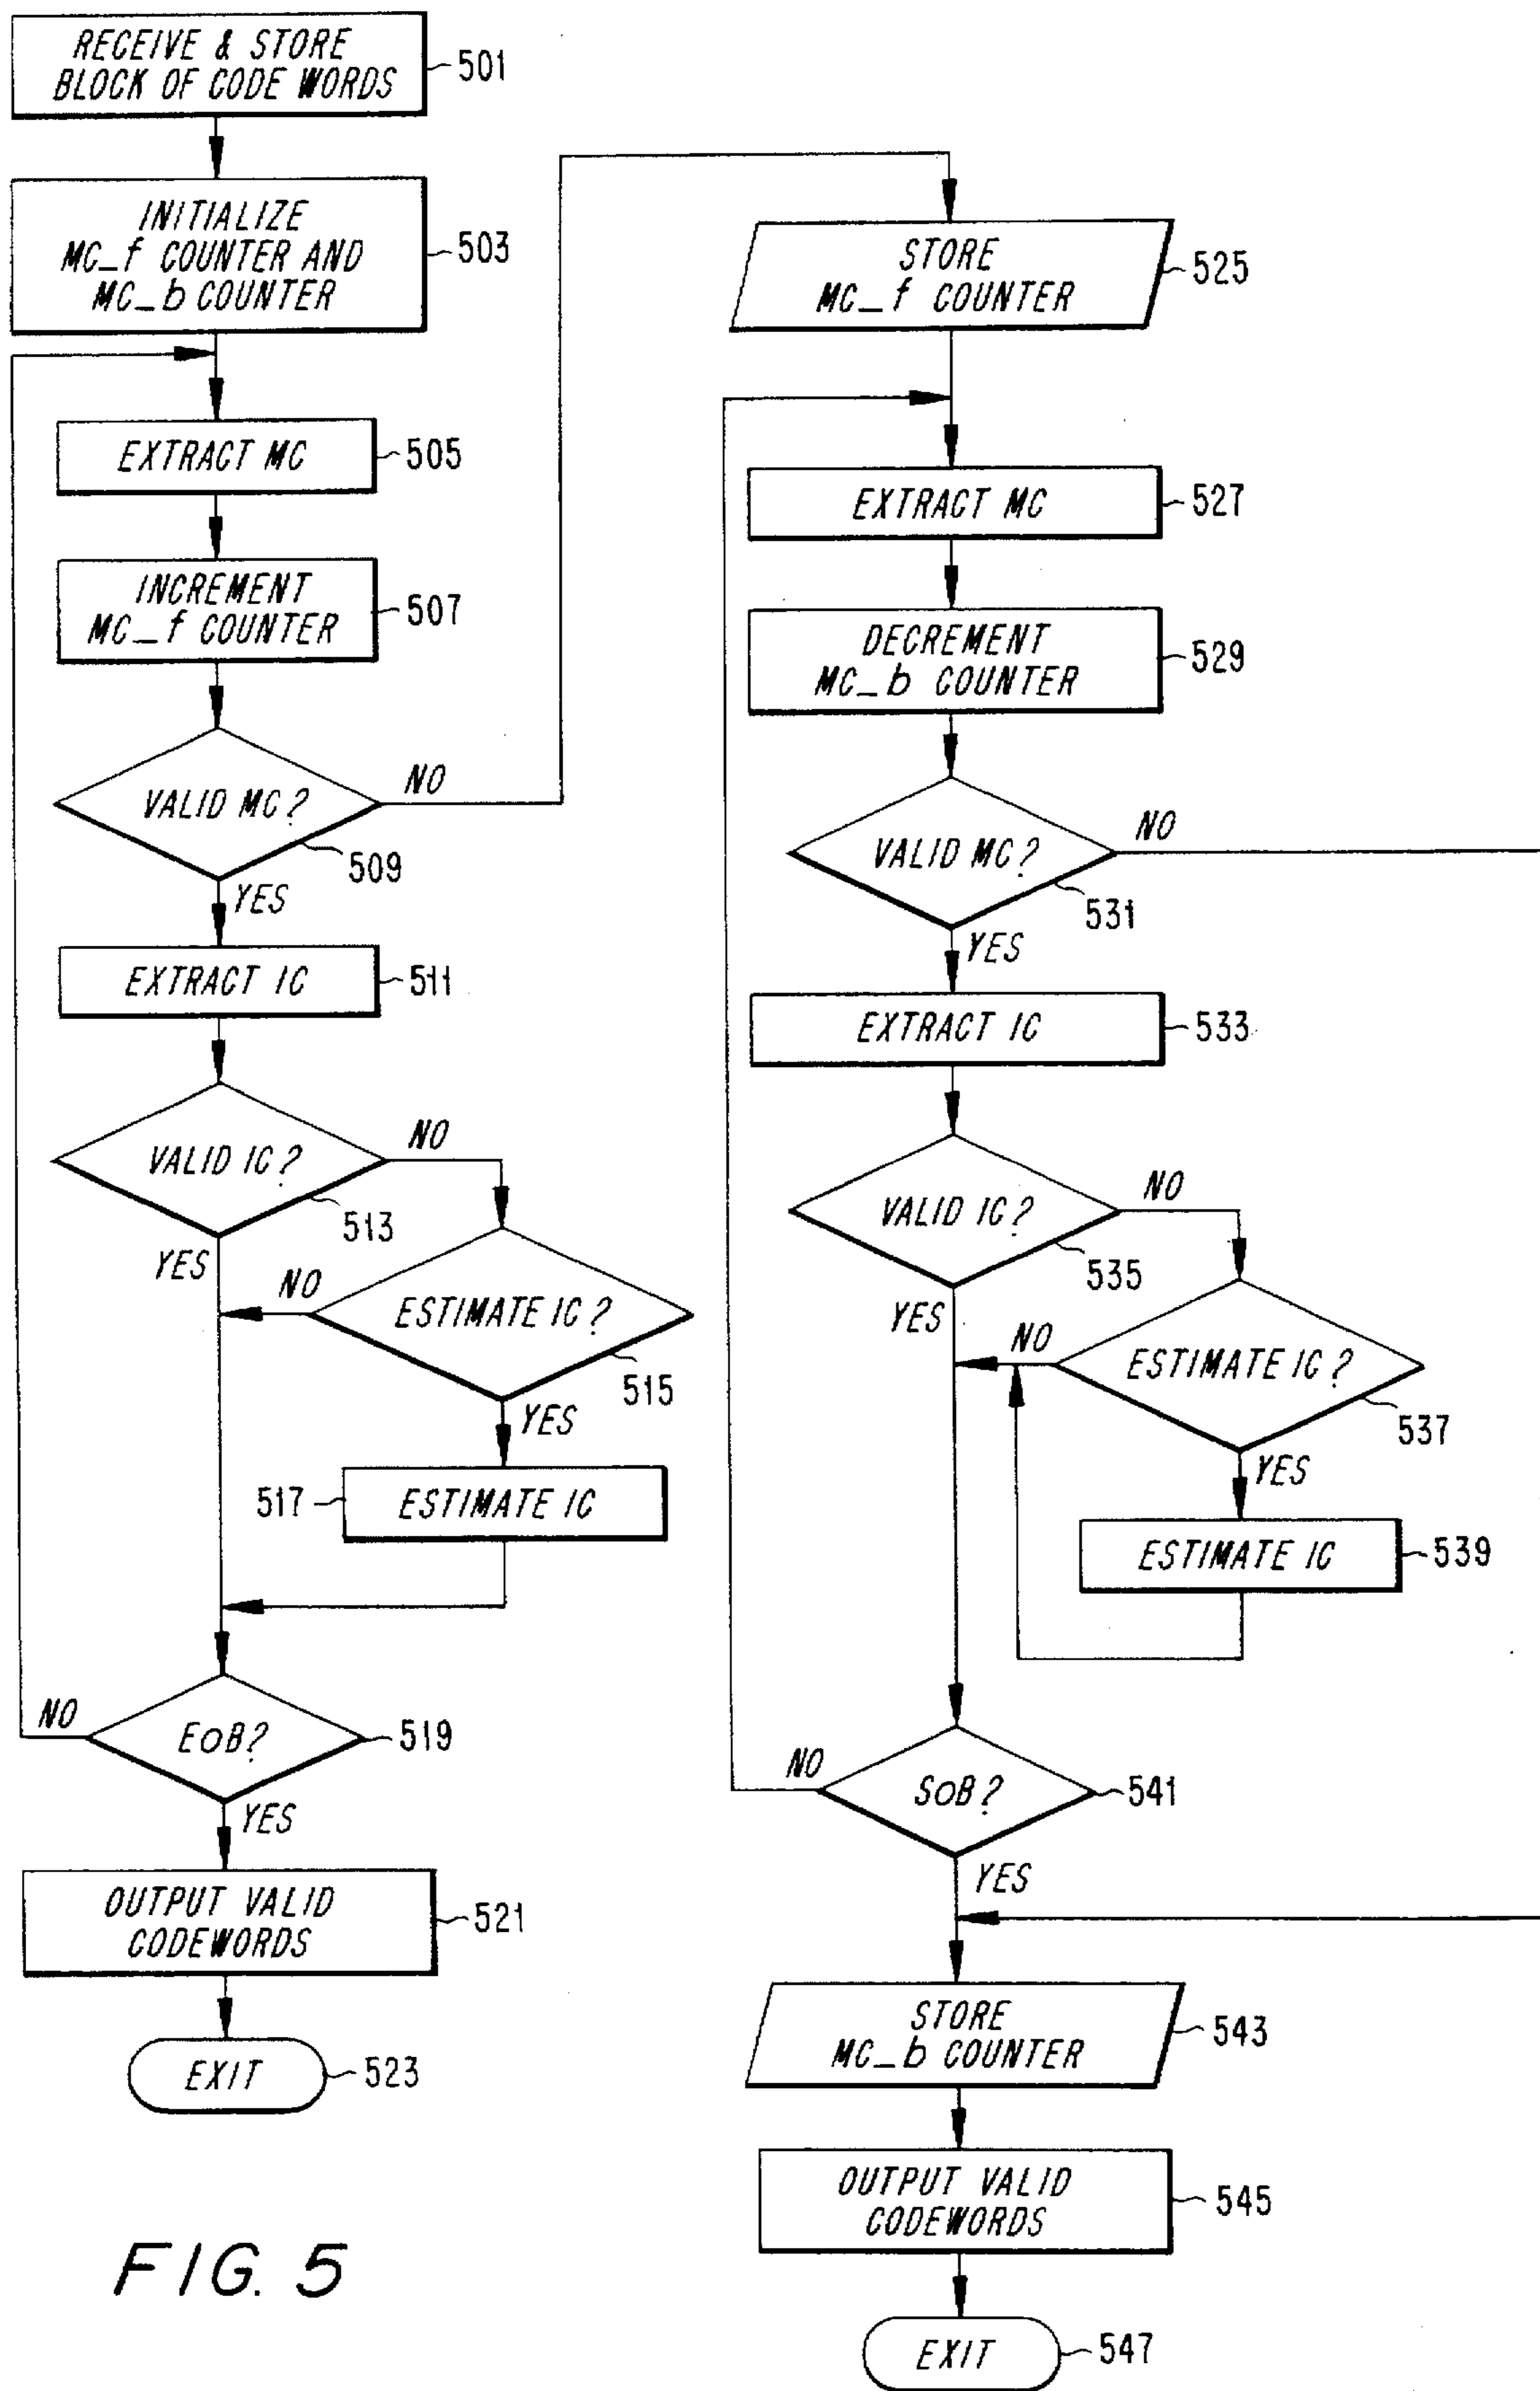 RECEIVE & STORE
BLOCK OF CODE WORDS
501
INITIALIZE
MC_f COUNTER AND
MC_b COUNTER
503
EXTRACT MC
505
INCREMENT
MC_f COUNTER
507
VALID MC?
NO
509
YES
EXTRACT IC
511
VALID IC?
NO
513
YES
NO
ESTIMATE IC?
515
YES
517
ESTIMATE IC
NO
EoB?
519
YES
OUTPUT VALID
CODEWORDS
521
EXIT
523
STORE
MC_f COUNTER
525
EXTRACT MC
527
DECREMENT
MC_b COUNTER
529
VALID MC?
NO
531
YES
EXTRACT IC
533
VALID IC?
NO
535
YES
NO
ESTIMATE IC?
537
YES
ESTIMATE IC
539
NO
SoB?
541
YES
STORE
MC_b COUNTER
543
OUTPUT VALID
CODEWORDS
545
EXIT
547
FIG. 5